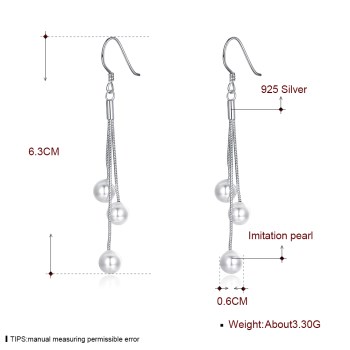 925 Silver
6.3CM
Imitation pearl
0.6CM
Weight:About3.30G
TIPS:manual measuring permissible error